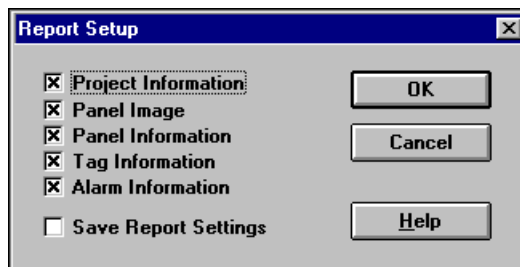 Report Setup
Project Information
Panel Image
Panel Information
Tag Information
Alarm Information
Save Report Settings
OK
Cancel
Help